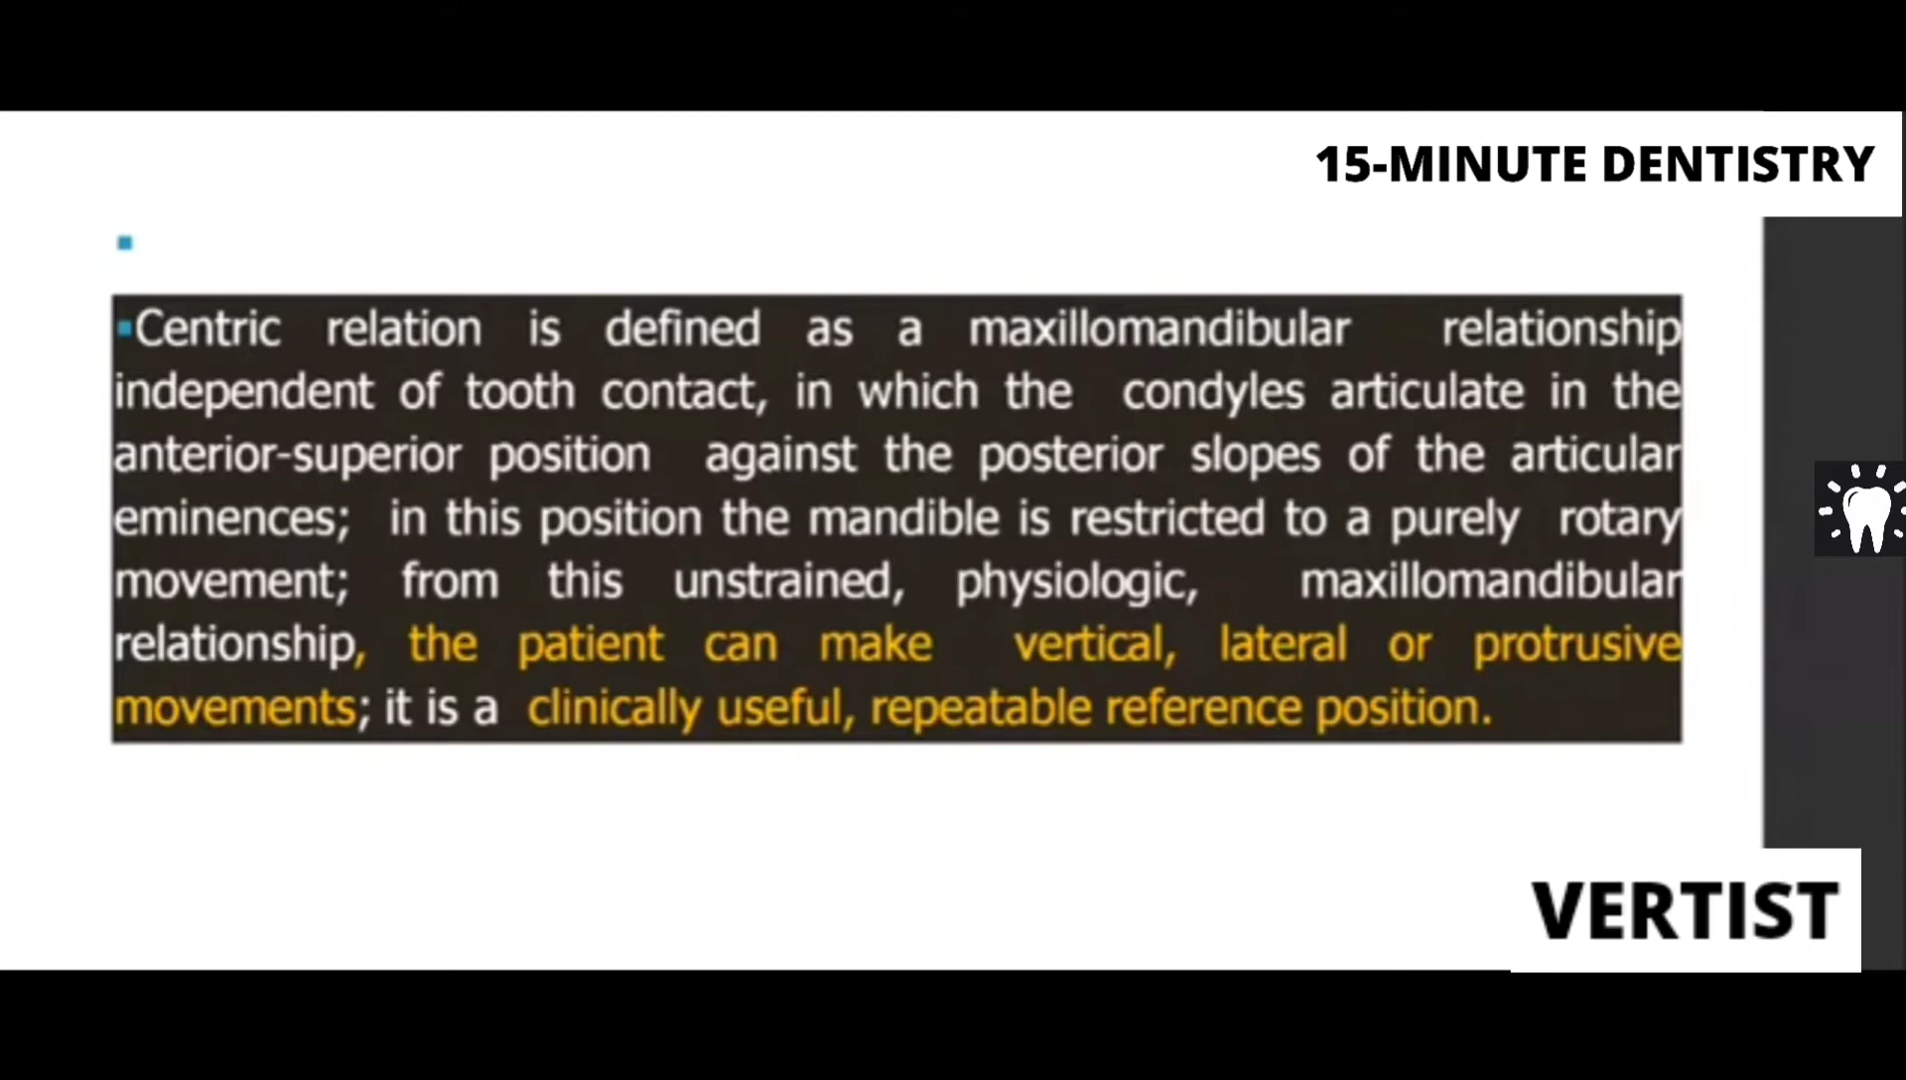 15-MINUTE DENTISTRY
Centric relation is defined as a maxillomandibular relationship
independent of tooth contact, in which the condyles articulate in the
anterior-superior position against the posterior slopes of the articular
eminences; in this position the mandible is restricted to a purely rotary
movement; from this unstrained, physiologic, maxillomandibular
relationship, the patient can make vertical, lateral or protrusive
movements; it is a clinically useful, repeatable reference position.
VERTIST